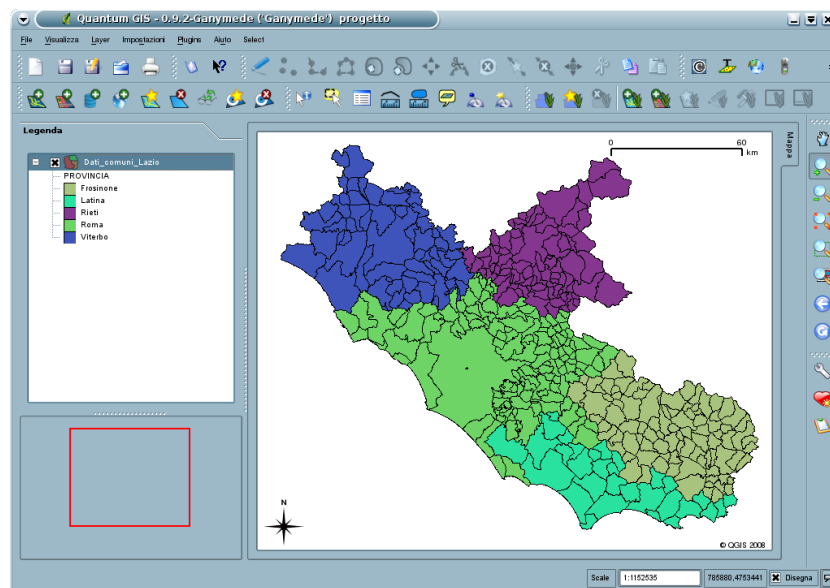 Quantum GIS - 0.9.2-Ganymede ('Ganymede') progetto
File Visualizza Layer Impostazioni Plugins Aiuto Select
Legenda
Dati_comuni_Lazio
PROVINCIA
Frosinone
Latina
Rieti
Roma
Viterbo
Mappa
0 60
km
N
© QGIS 2008
Scale 1:1152535 785880,4753441 Disegna